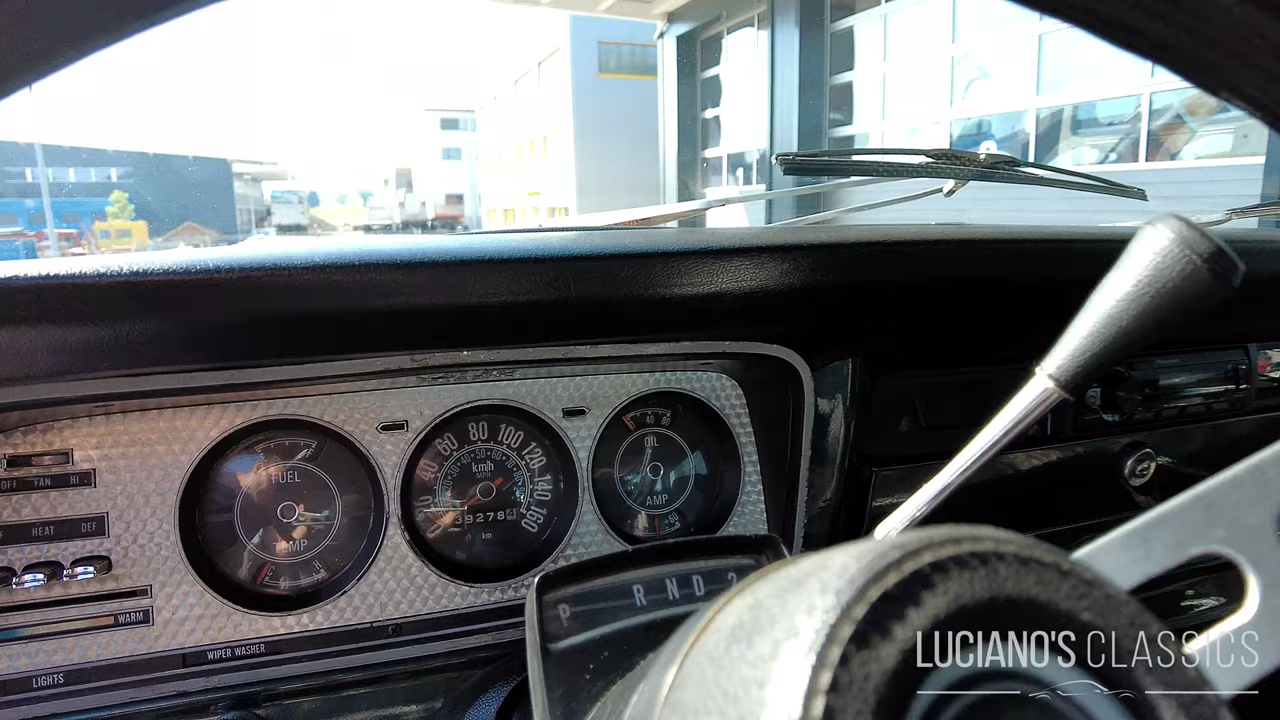 OFF FAN HI
HEAT DEF
WARM
LIGHTS
WIPER WASHER
FUEL
TEMP
C H
40 60 80 100 120 140 160
km/h
MPH
39278
km
40 80
OIL
AMP
+60
P R N D 2
LUCIANO'S CLASSICS